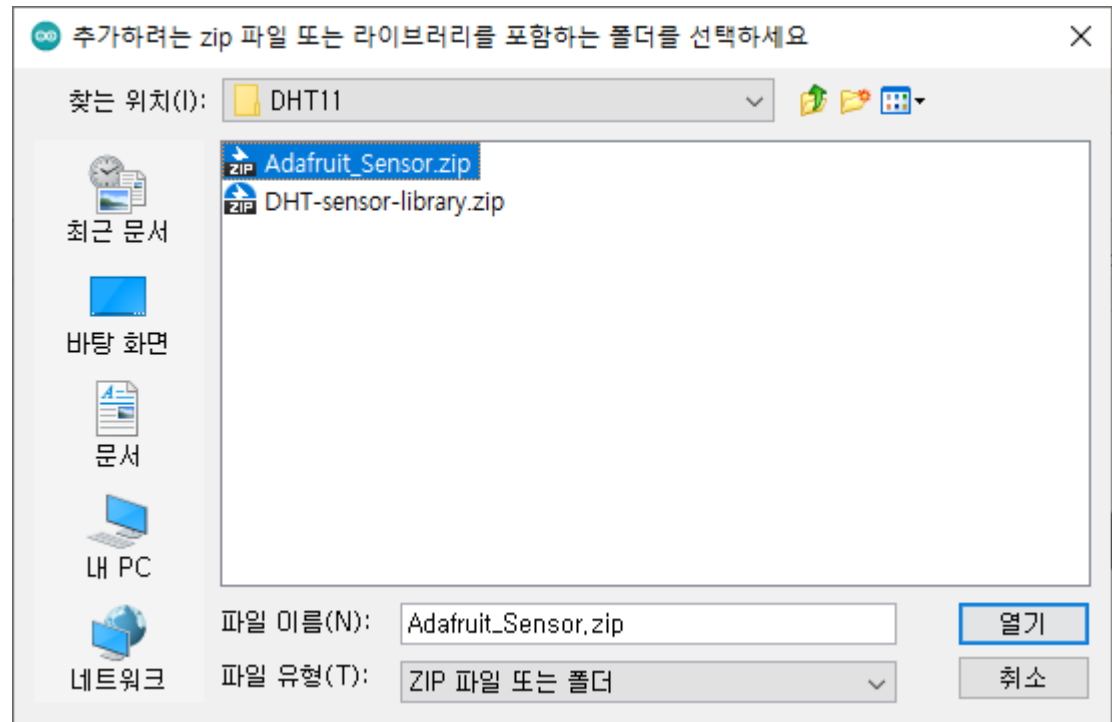 추가하려는 zip 파일 또는 라이브러리를 포함하는 폴더를 선택하세요
찾는 위치(I): DHT11
ZIP Adafruit_Sensor.zip
ZIP DHT-sensor-library.zip
최근 문서
바탕 화면
문서
내 PC
네트워크
파일 이름(N): Adafruit_Sensor.zip 열기
파일 유형(T): ZIP 파일 또는 폴더 취소